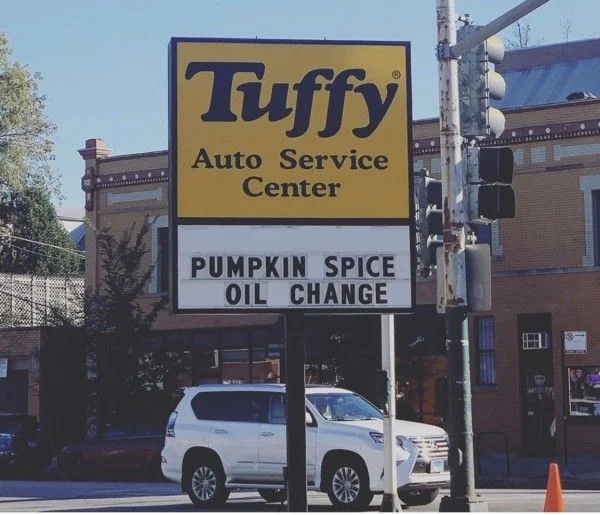 Tuffy®
Auto Service
Center
PUMPKIN SPICE
OIL CHANGE